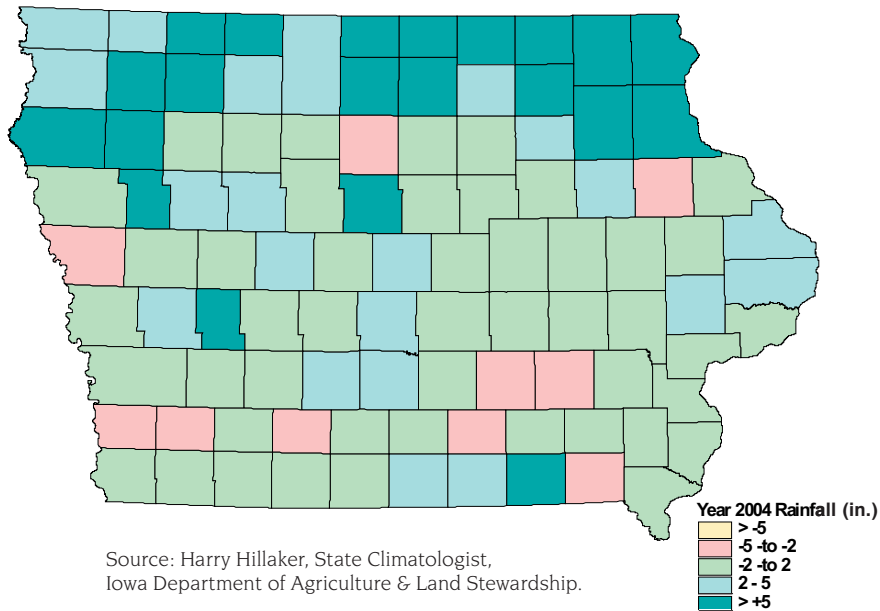 Source: Harry Hillaker, State Climatologist,
Iowa Department of Agriculture & Land Stewardship.
Year 2004 Rainfall (in.)
> -5
-5 -to -2
-2 -to 2
2 - 5
> +5